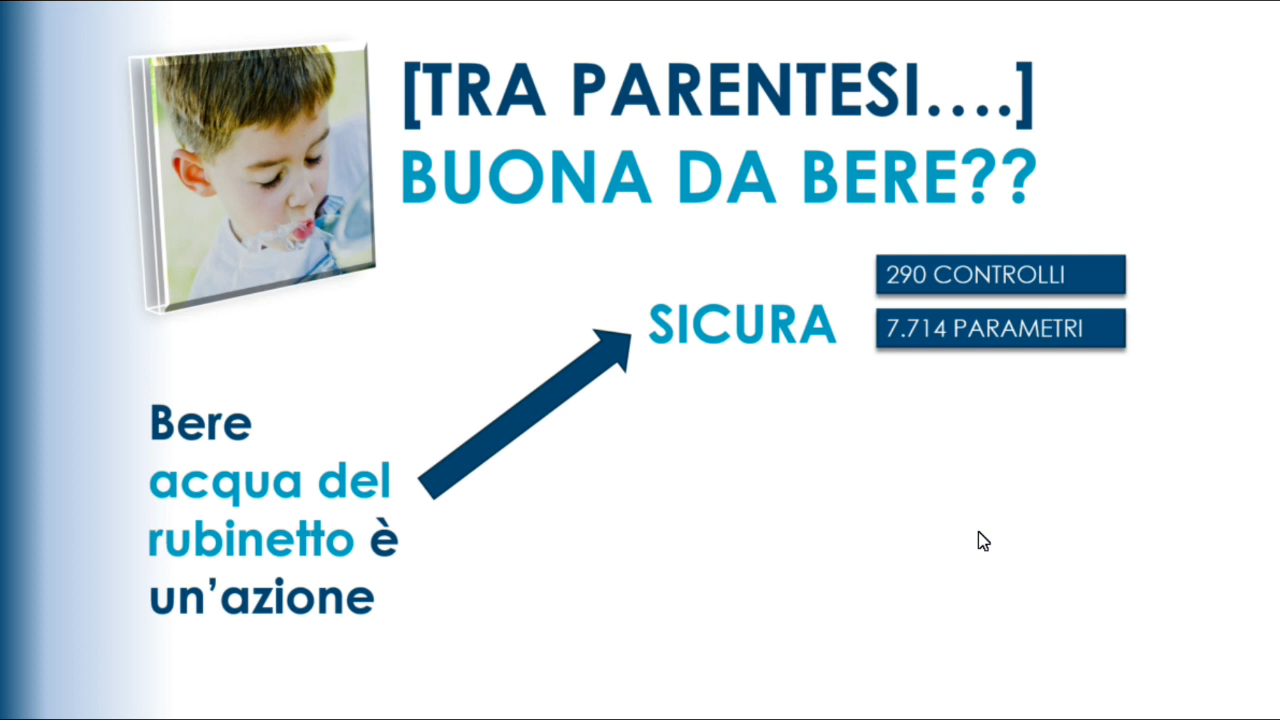 [TRA PARENTESI….]
BUONA DA BERE??
290 CONTROLLI
SICURA
7.714 PARAMETRI
Bere
acqua del
rubinetto è
un’azione